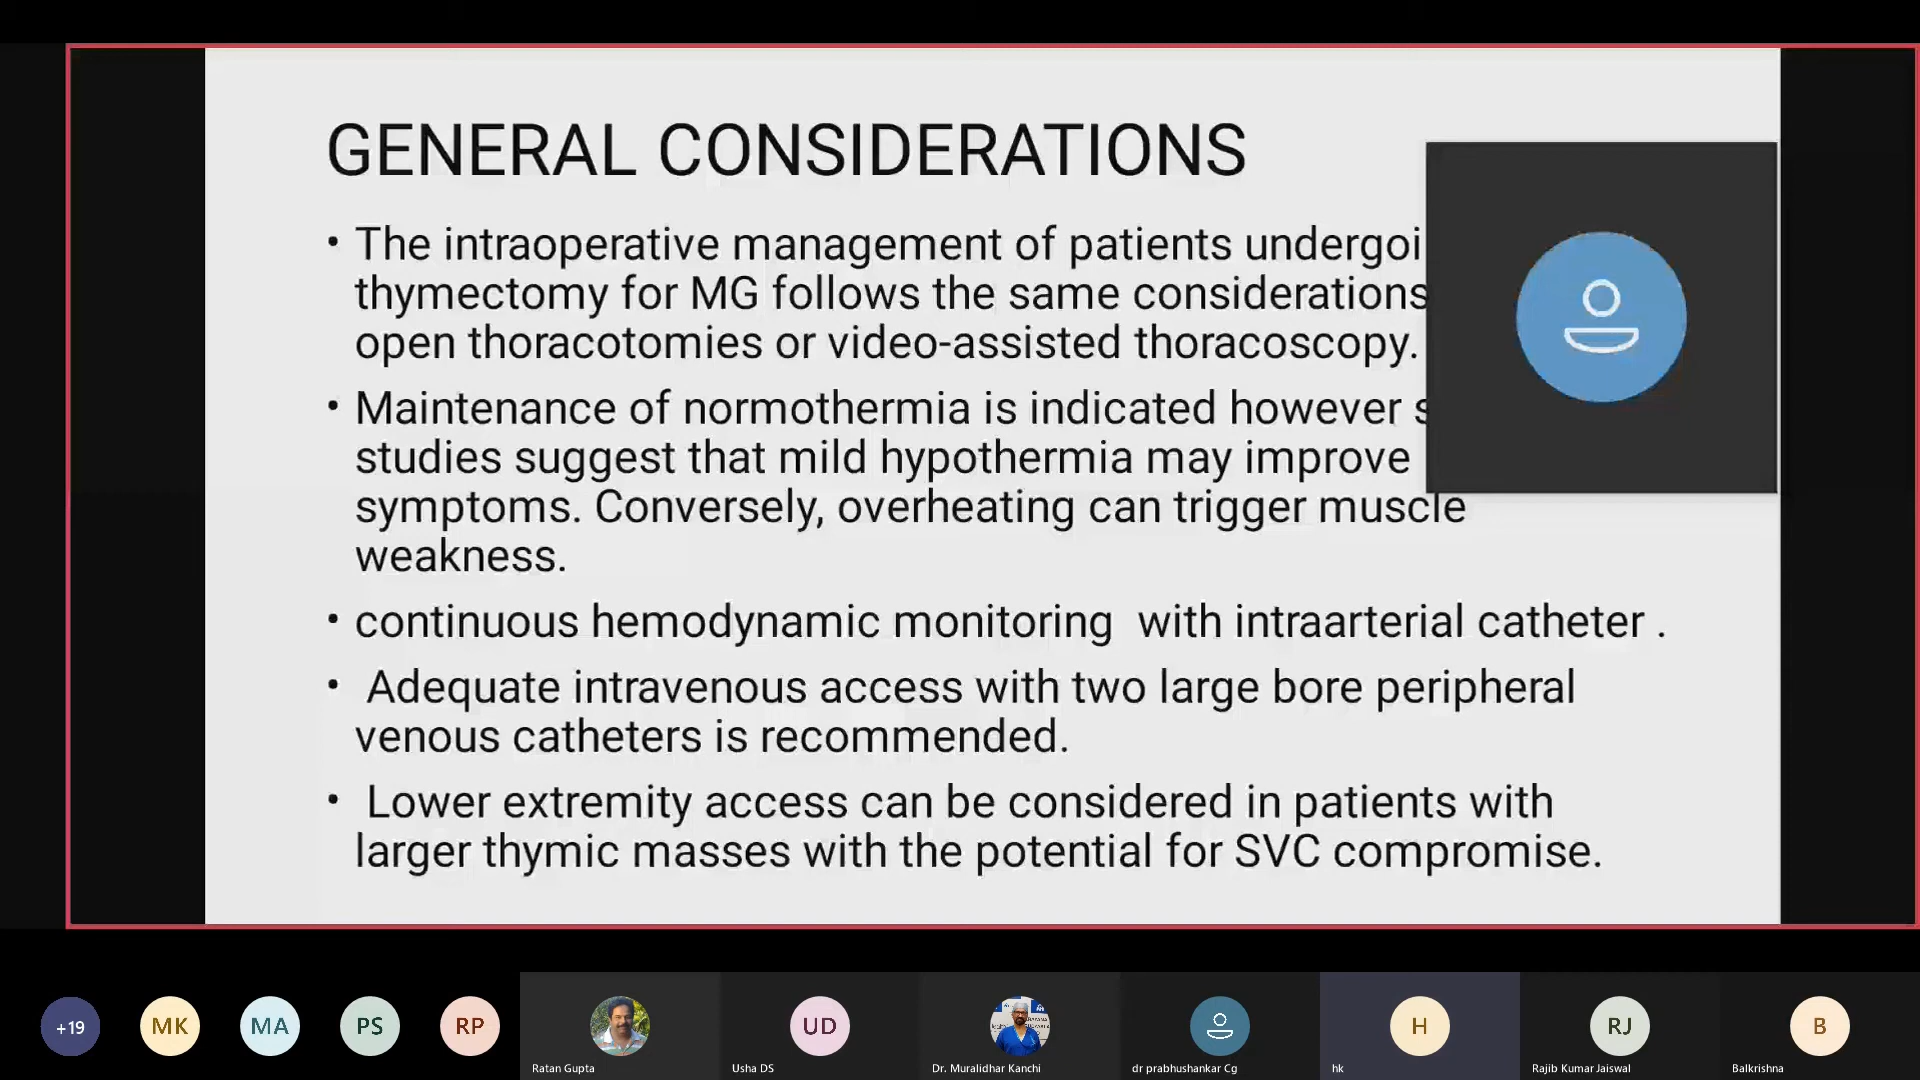 GENERAL CONSIDERATIONS
• The intraoperative management of patients undergoi
thymectomy for MG follows the same considerations
open thoracotomies or video-assisted thoracoscopy.
• Maintenance of normothermia is indicated however s
studies suggest that mild hypothermia may improve
symptoms. Conversely, overheating can trigger muscle
weakness.
• continuous hemodynamic monitoring  with intraarterial catheter .
• Adequate intravenous access with two large bore peripheral
venous catheters is recommended.
• Lower extremity access can be considered in patients with
larger thymic masses with the potential for SVC compromise.
+19
MK
MA
PS
RP
Ratan Gupta
UD
Usha DS
Dr. Muralidhar Kanchi
dr prabhushankar Cg
H
hk
RJ
Rajib Kumar Jaiswal
B
Balkrishna